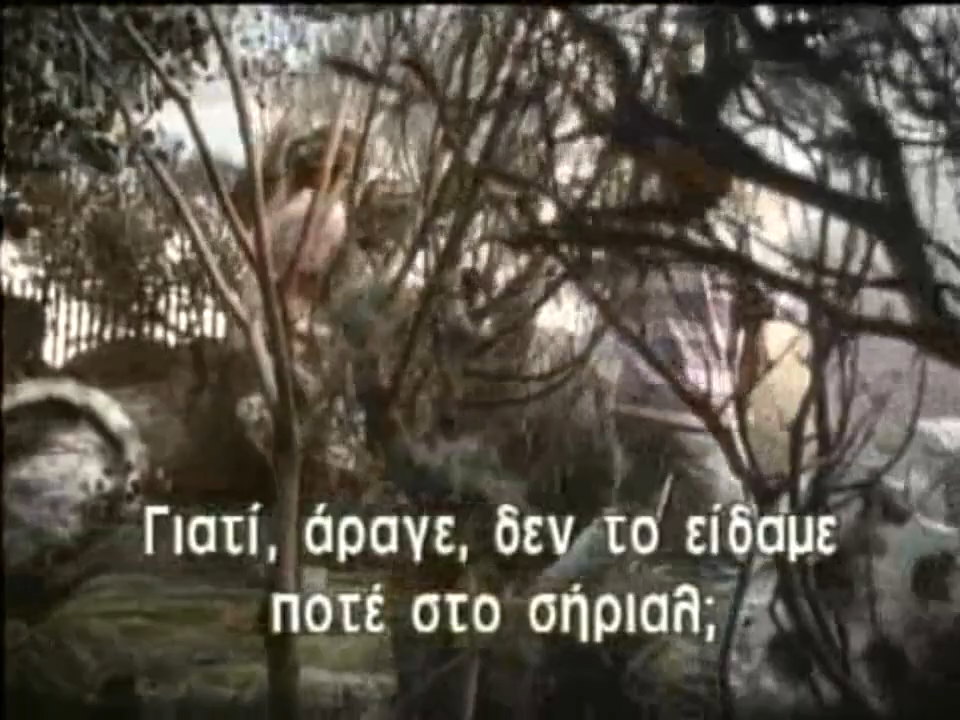 Γιατί, άραγε, δεν το είδαμε
ποτέ στο σήριαλ;